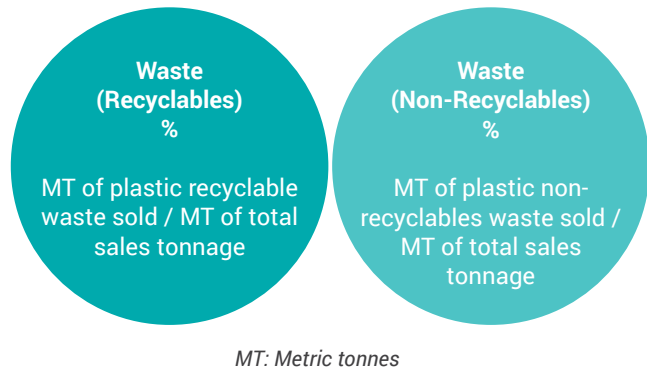 Waste
(Recyclables)
%
MT of plastic recyclable
waste sold / MT of total
sales tonnage
Waste
(Non-Recyclables)
%
MT of plastic non-
recyclables waste sold /
MT of total sales
tonnage
MT: Metric tonnes